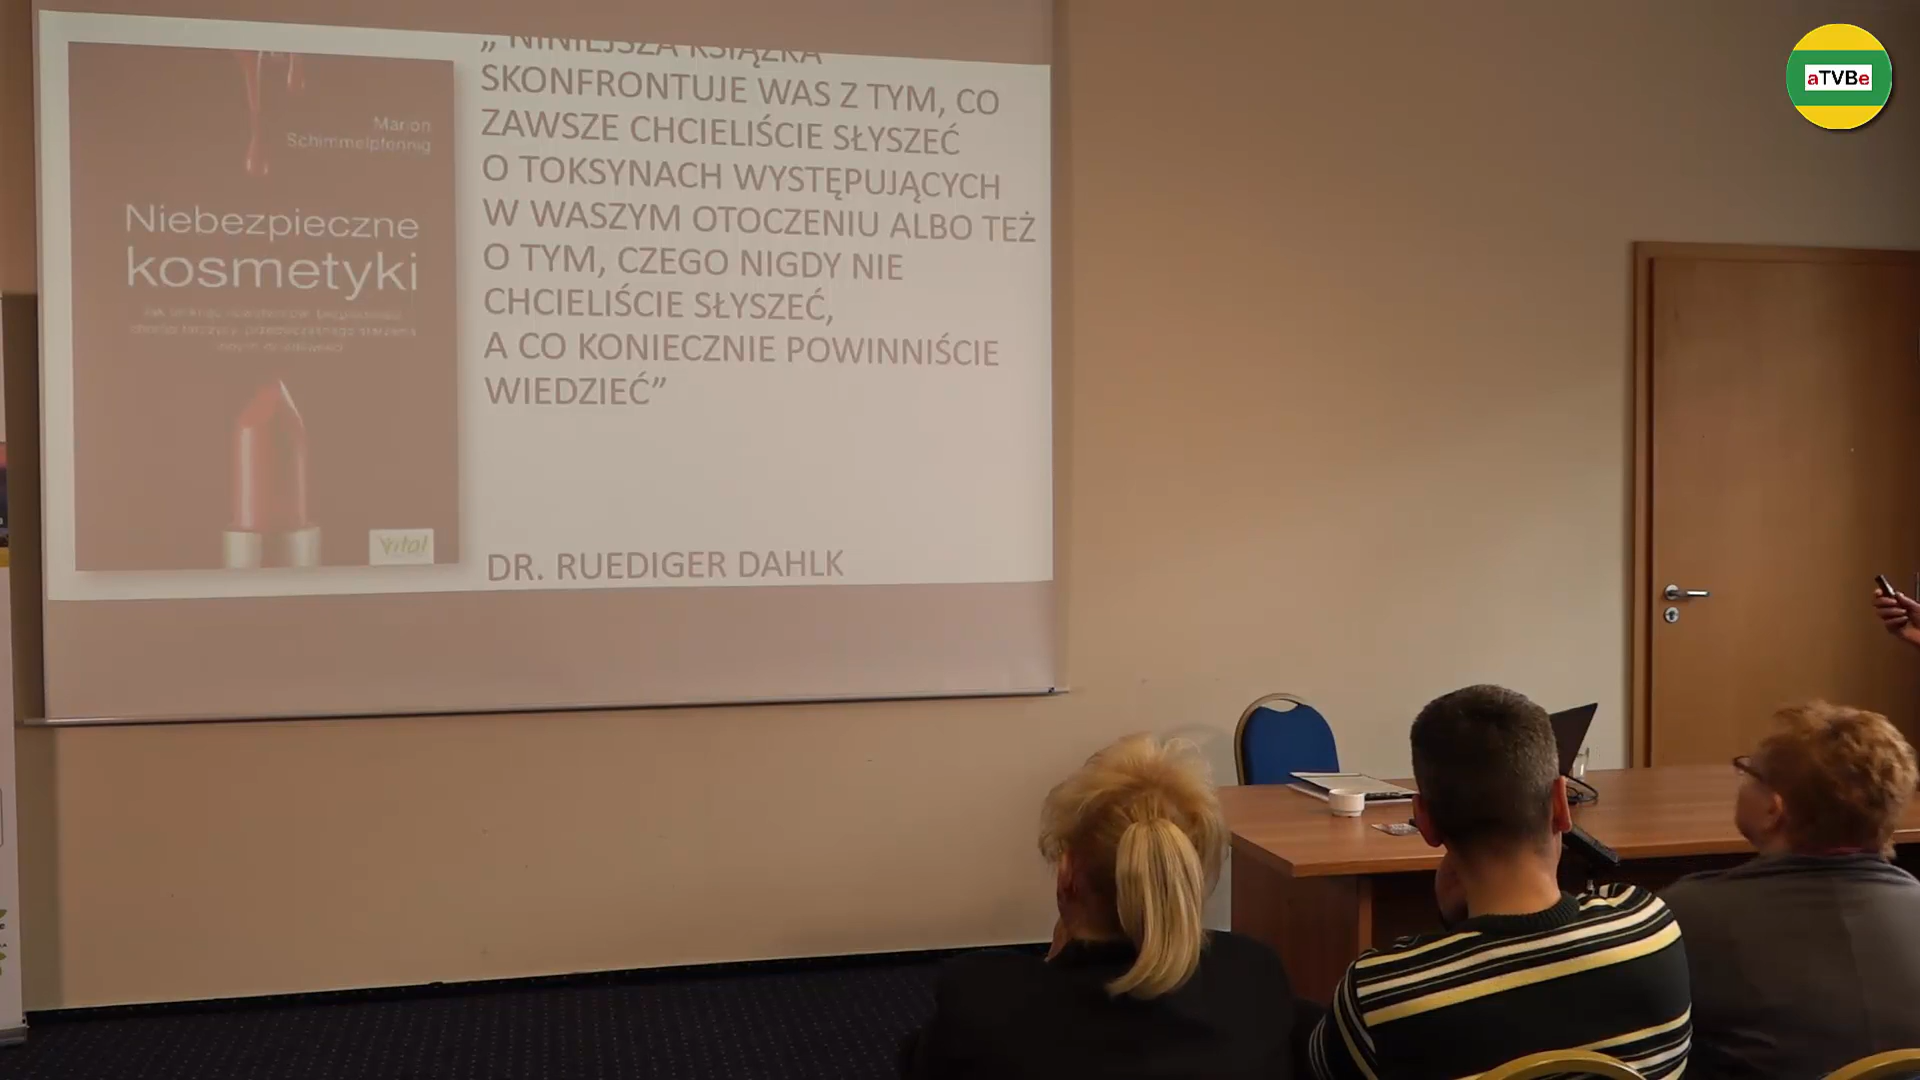 Marion
Schimmelpfennig
Niebezpieczne
kosmetyki
Vital
„ NINIEJSZA KSIĄŻKA
SKONFRONTUJE WAS Z TYM, CO
ZAWSZE CHCIELIŚCIE SŁYSZEĆ
O TOKSYNACH WYSTĘPUJĄCYCH
W WASZYM OTOCZENIU ALBO TEŻ
O TYM, CZEGO NIGDY NIE
CHCIELIŚCIE SŁYSZEĆ,
A CO KONIECZNIE POWINNIŚCIE
WIEDZIEĆ”
DR. RUEDIGER DAHLK
aTVBe